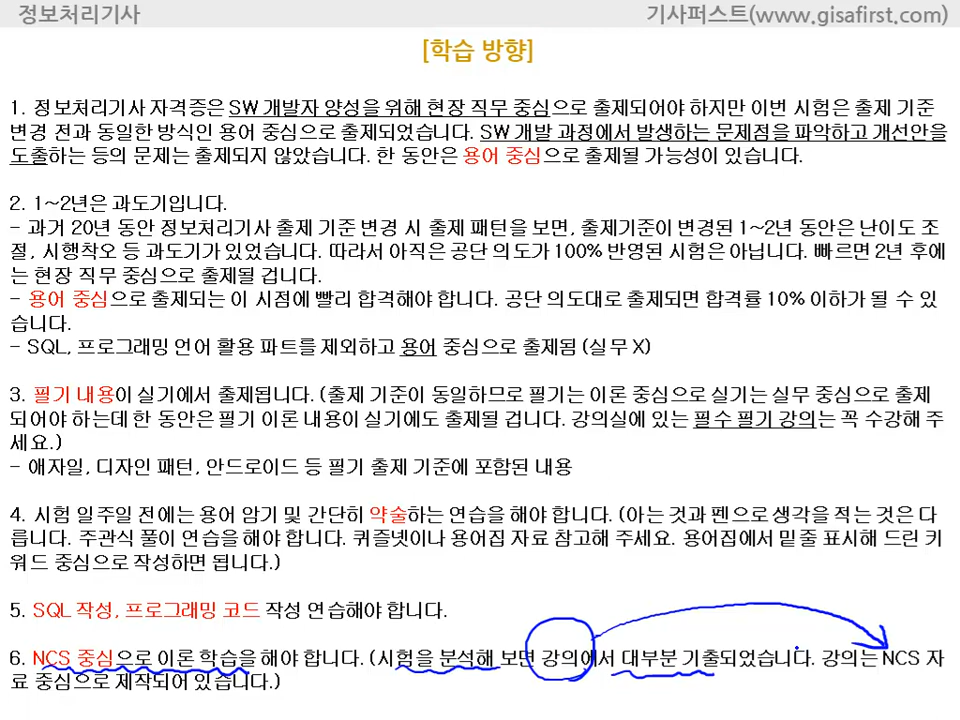 정보처리기사
기사퍼스트(www.gisafirst.com)
[학습 방향]
1. 정보처리기사 자격증은 SW 개발자 양성을 위해 현장 직무 중심으로 출제되어야 하지만 이번 시험은 출제 기준
변경 전과 동일한 방식인 용어 중심으로 출제되었습니다. SW 개발 과정에서 발생하는 문제점을 파악하고 개선안을
도출하는 등의 문제는 출제되지 않았습니다. 한 동안은 용어 중심으로 출제될 가능성이 있습니다.
2. 1~2년은 과도기입니다.
- 과거 20년 동안 정보처리기사 출제 기준 변경 시 출제 패턴을 보면, 출제기준이 변경된 1~2년 동안은 난이도 조
절, 시행착오 등 과도기가 있었습니다. 따라서 아직은 공단 의도가 100% 반영된 시험은 아닙니다. 빠르면 2년 후에
는 현장 직무 중심으로 출제될 겁니다.
- 용어 중심으로 출제되는 이 시점에 빨리 합격해야 합니다. 공단 의도대로 출제되면 합격률 10% 이하가 될 수 있
습니다.
- SQL, 프로그래밍 언어 활용 파트를 제외하고 용어 중심으로 출제됨 (실무 X)
3. 필기 내용이 실기에서 출제됩니다. (출제 기준이 동일하므로 필기는 이론 중심으로 실기는 실무 중심으로 출제
되어야 하는데 한 동안은 필기 이론 내용이 실기에도 출제될 겁니다. 강의실에 있는 필수 필기 강의는 꼭 수강해 주
세요.)
- 애자일, 디자인 패턴, 안드로이드 등 필기 출제 기준에 포함된 내용
4. 시험 일주일 전에는 용어 암기 및 간단히 약술하는 연습을 해야 합니다. (아는 것과 펜으로 생각을 적는 것은 다
릅니다. 주관식 풀이 연습을 해야 합니다. 퀴즐넷이나 용어집 자료 참고해 주세요. 용어집에서 밑줄 표시해 드린 키
워드 중심으로 작성하면 됩니다.)
5. SQL 작성, 프로그래밍 코드 작성 연습해야 합니다.
6. NCS 중심으로 이론 학습을 해야 합니다. (시험을 분석해 보면 강의에서 대부분 기출되었습니다. 강의는 NCS 자
료 중심으로 제작되어 있습니다.)